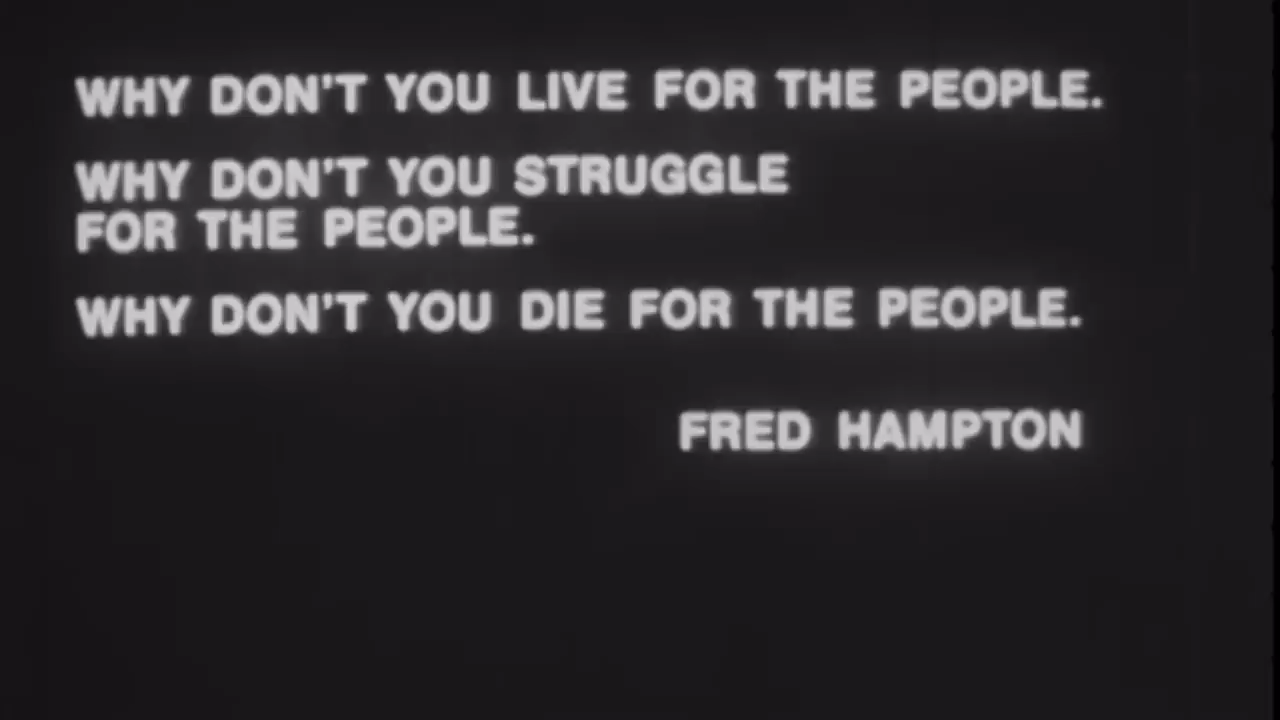 WHY DON'T YOU LIVE FOR THE PEOPLE.
WHY DON'T YOU STRUGGLE
FOR THE PEOPLE.
WHY DON'T YOU DIE FOR THE PEOPLE.
FRED HAMPTON